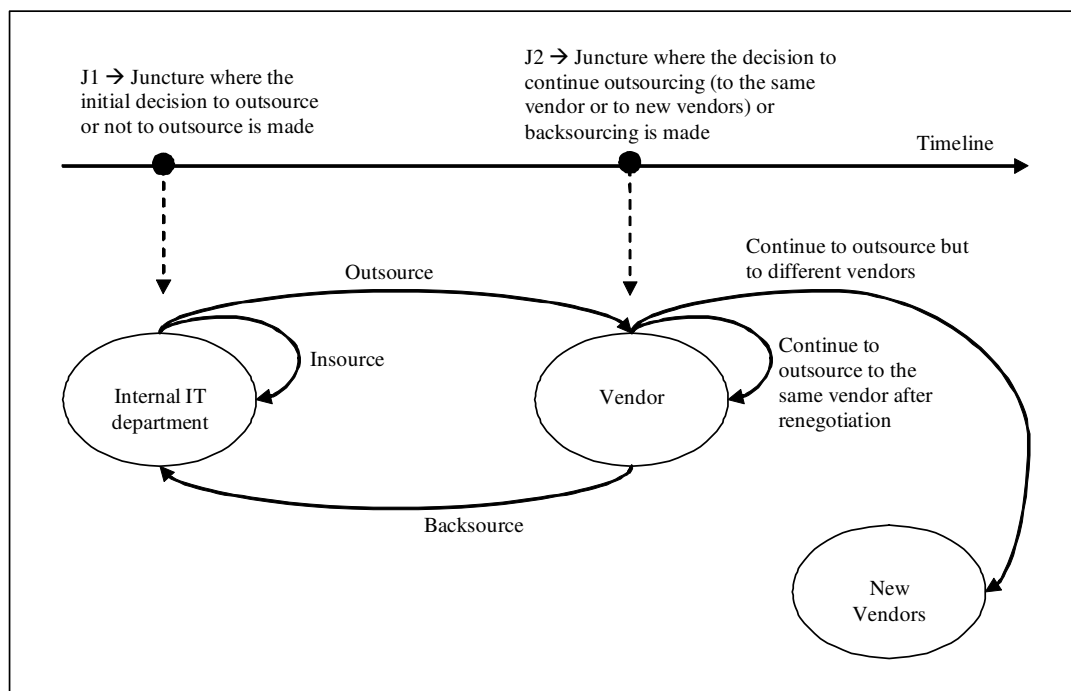 J1 → Juncture where the
initial decision to outsource
or not to outsource is made
J2 → Juncture where the decision to
continue outsourcing (to the same
vendor or to new vendors) or
backsourcing is made
Timeline
Continue to outsource but
to different vendors
Outsource
Insource
Continue to
outsource to the
same vendor after
renegotiation
Internal IT
department
Vendor
Backsource
New
Vendors